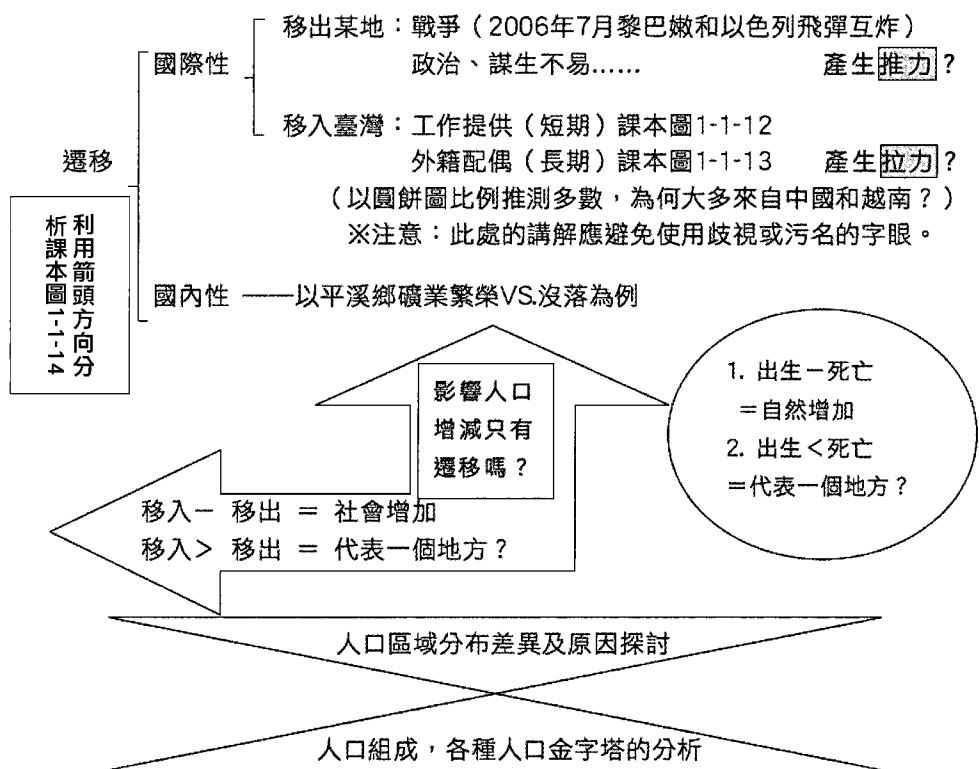 移出某地：戰爭（2006年7月黎巴嫩和以色列飛彈互炸）
國際性
政治、謀生不易…… 產生推力？
移入臺灣：工作提供（短期）課本圖1-1-12
遷移
外籍配偶（長期）課本圖1-1-13 產生拉力？
（以圓餅圖比例推測多數，為何大多來自中國和越南？）
※注意：此處的講解應避免使用歧視或污名的字眼。
利用箭頭方向分
析課本圖1-1-14
國內性 ——以平溪鄉礦業繁榮VS.沒落為例
影響人口
增減只有
遷移嗎？
1. 出生－死亡
＝自然增加
2. 出生＜死亡
＝代表一個地方？
移入－ 移出 ＝ 社會增加
移入＞ 移出 ＝ 代表一個地方？
人口區域分布差異及原因探討
人口組成，各種人口金字塔的分析